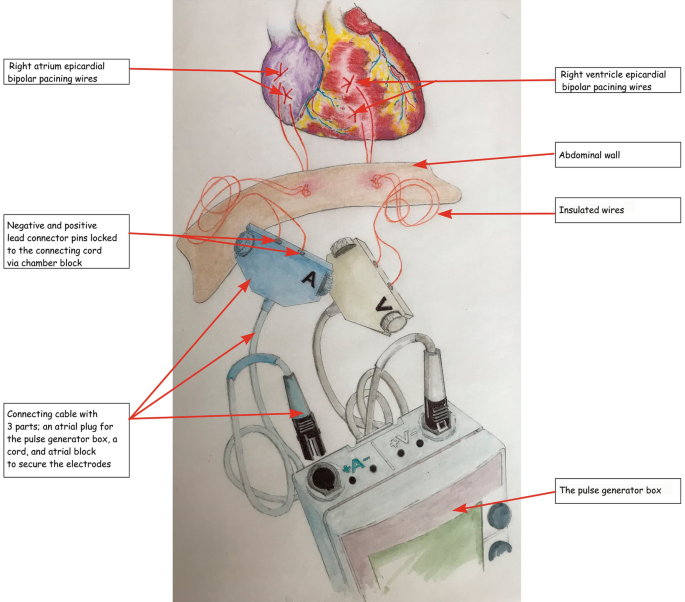 Right atrium epicardial
bipolar pacining wires
Right ventricle epicardial
bipolar pacining wires
Abdominal wall
Insulated wires
Negative and positive
lead connector pins locked
to the connecting cord
via chamber block
A
V
Connecting cable with
3 parts; an atrial plug for
the pulse generator box, a
cord, and atrial block
to secure the electrodes
+A-
+V-
The pulse generator box